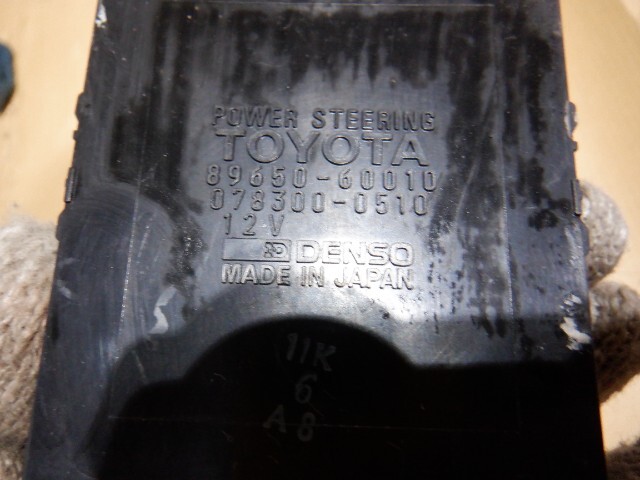 POWER STEERING
TOYOTA
89650-60010
078300-0510
12V
DENSO
MADE IN JAPAN
11K
6
A8